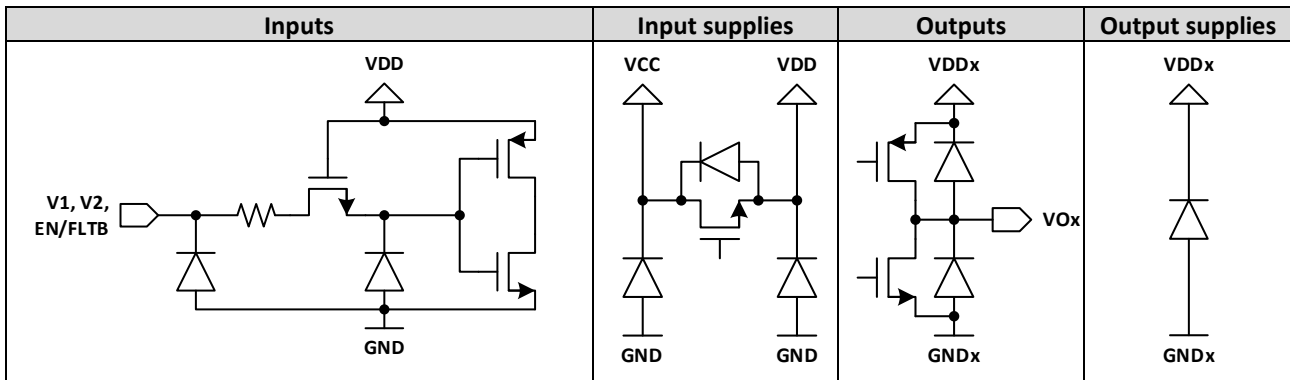 Inputs
Input supplies
Outputs
Output supplies
VDD
V1, V2,
EN/FLTB
GND
VCC
VDD
GND
GND
VDDx
VOx
GNDx
VDDx
GNDx